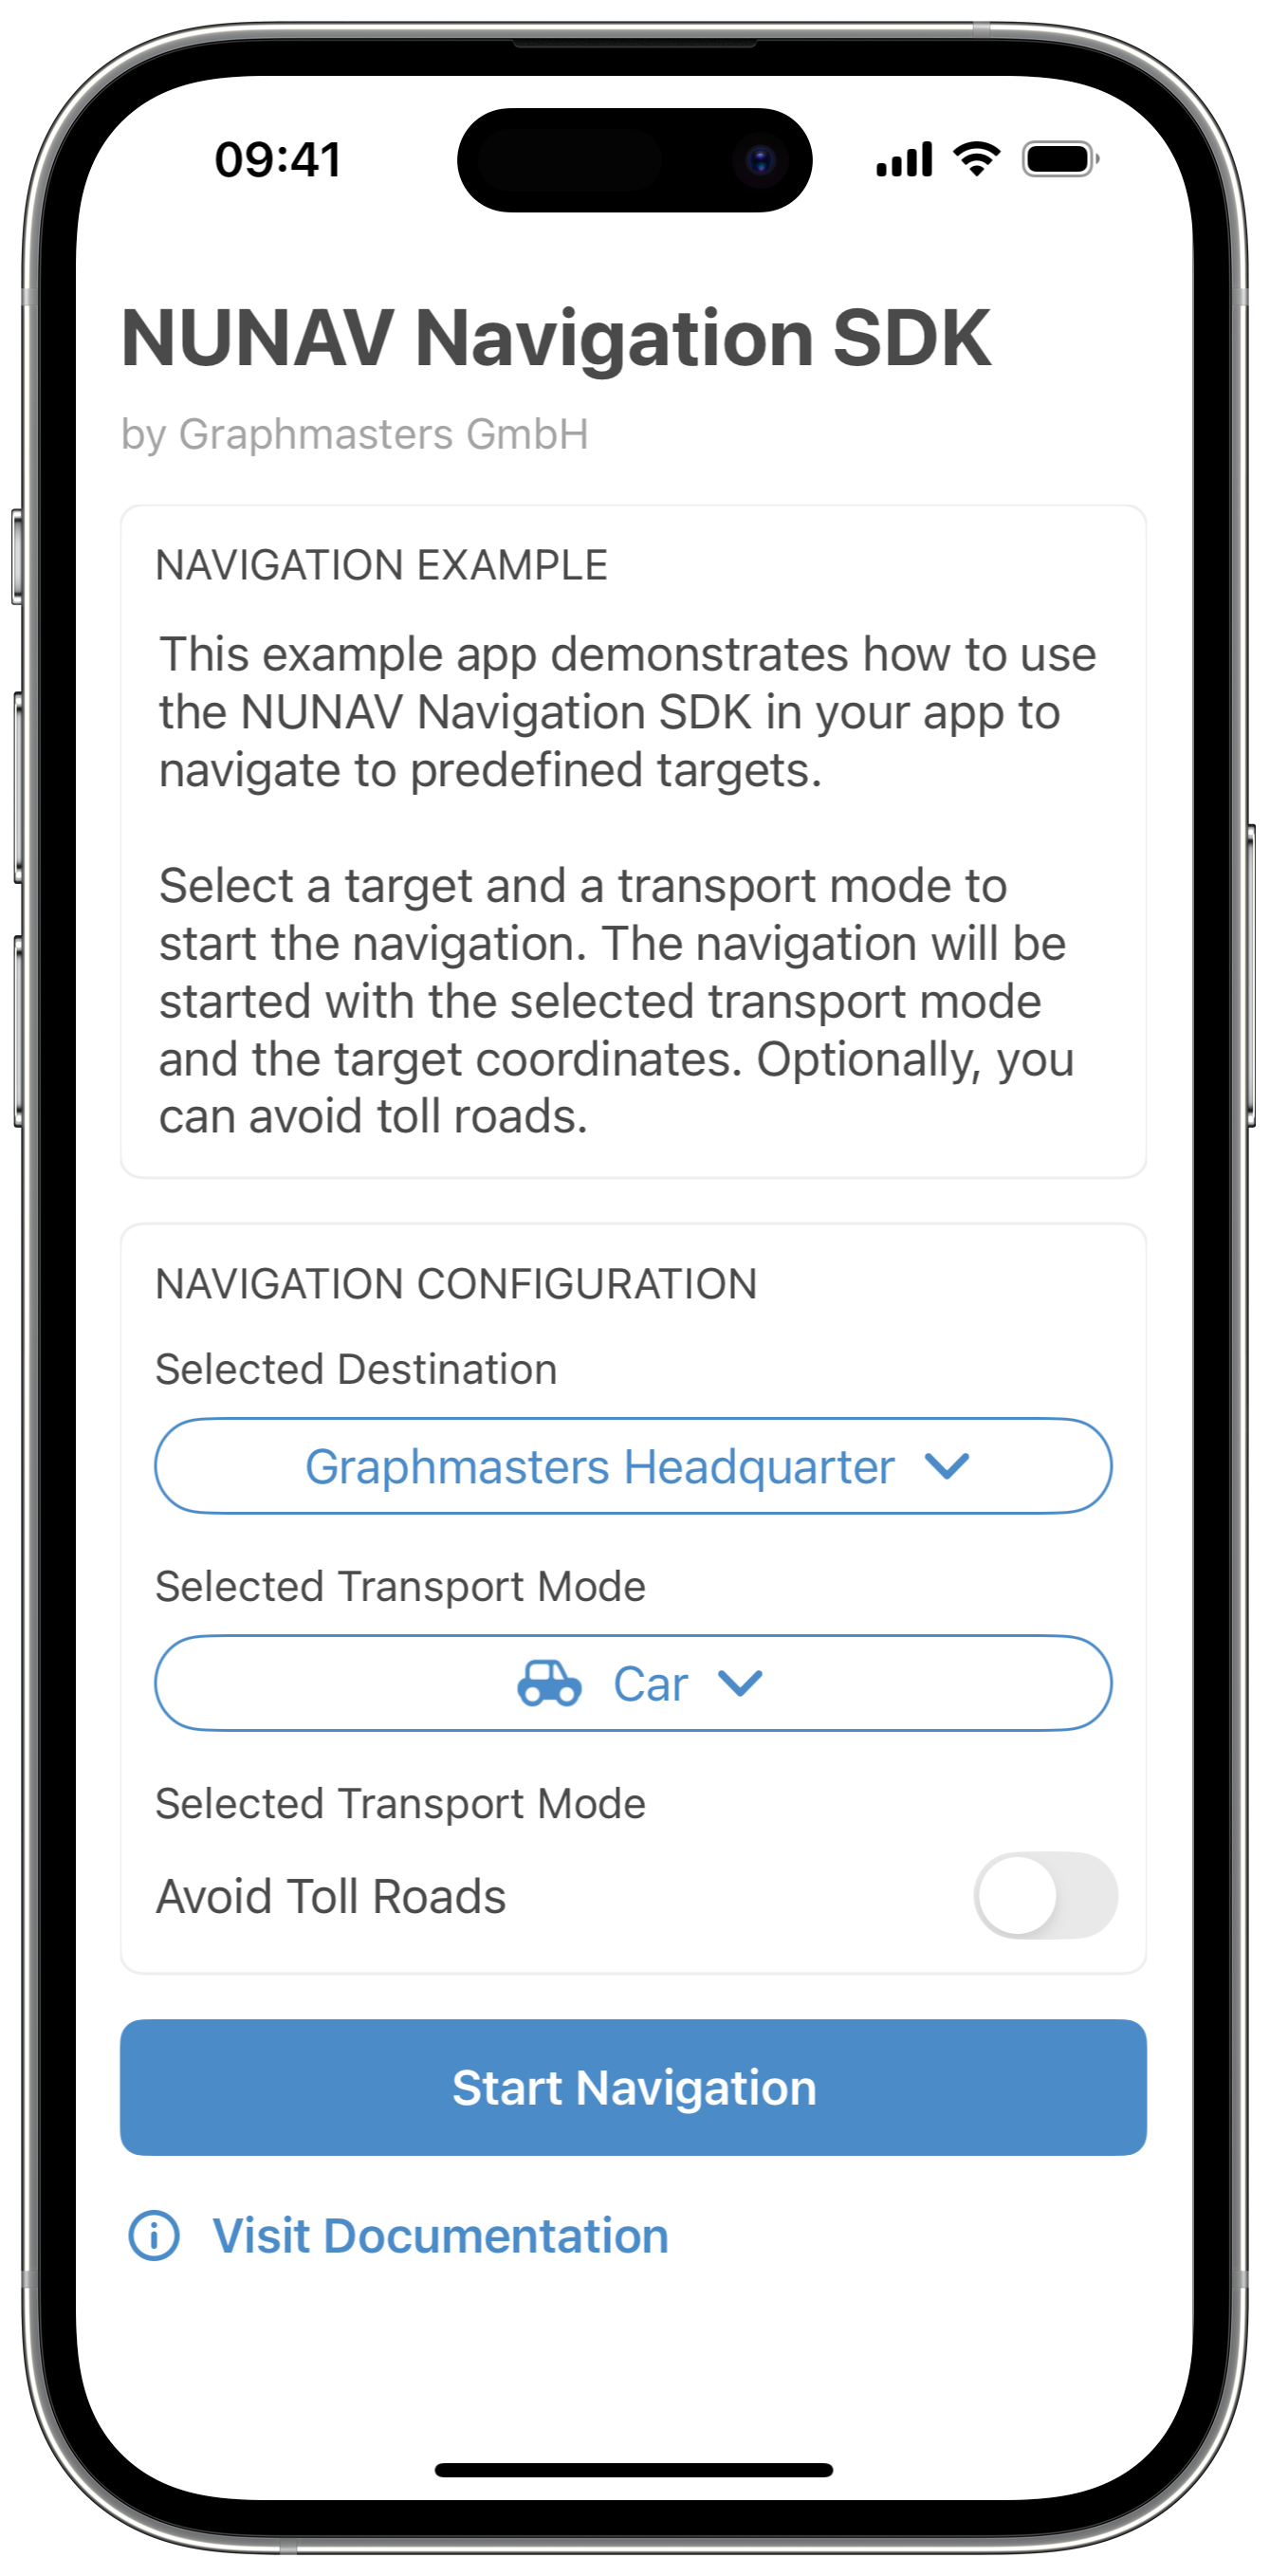 09:41
NUNAV Navigation SDK
by Graphmasters GmbH
NAVIGATION EXAMPLE
This example app demonstrates how to use
the NUNAV Navigation SDK in your app to
navigate to predefined targets.
Select a target and a transport mode to
start the navigation. The navigation will be
started with the selected transport mode
and the target coordinates. Optionally, you
can avoid toll roads.
NAVIGATION CONFIGURATION
Selected Destination
Graphmasters Headquarter
Selected Transport Mode
Car
Selected Transport Mode
Avoid Toll Roads
Start Navigation
Visit Documentation